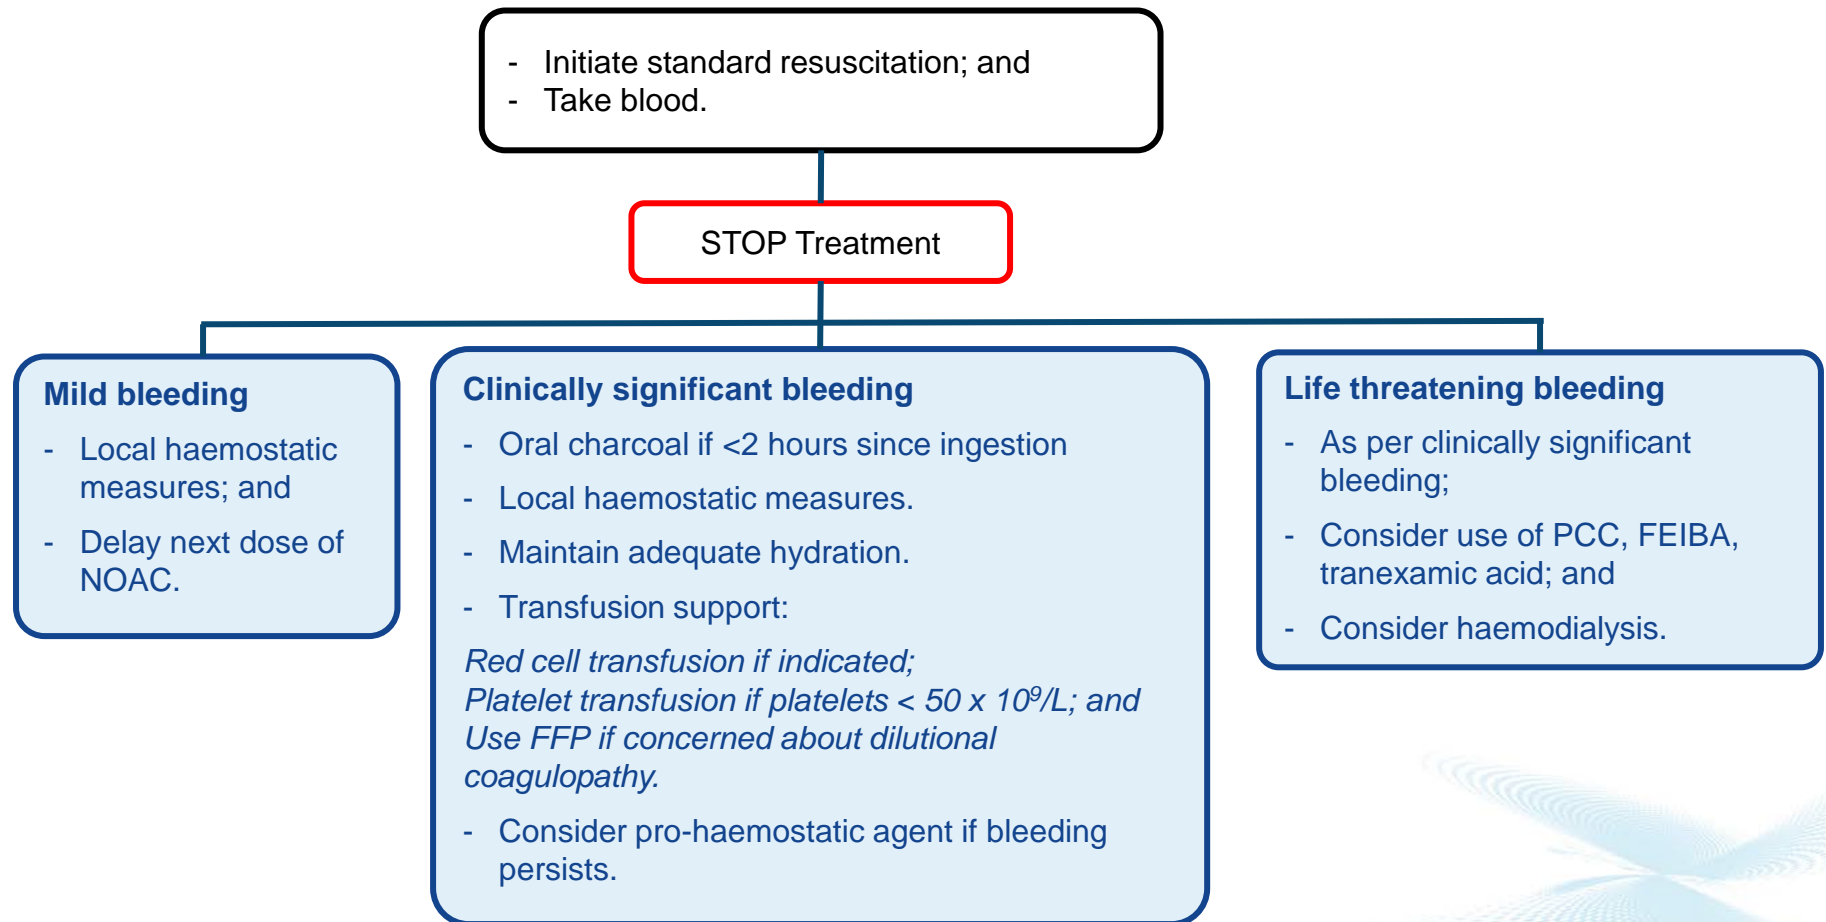 - Initiate standard resuscitation; and
- Take blood.
STOP Treatment
Mild bleeding
- Local haemostatic
measures; and
- Delay next dose of
NOAC.
Clinically significant bleeding
- Oral charcoal if <2 hours since ingestion
- Local haemostatic measures.
- Maintain adequate hydration.
- Transfusion support:
Red cell transfusion if indicated;
Platelet transfusion if platelets < 50 x 10⁹/L; and
Use FFP if concerned about dilutional
coagulopathy.
- Consider pro-haemostatic agent if bleeding
persists.
Life threatening bleeding
- As per clinically significant
bleeding;
- Consider use of PCC, FEIBA,
tranexamic acid; and
- Consider haemodialysis.